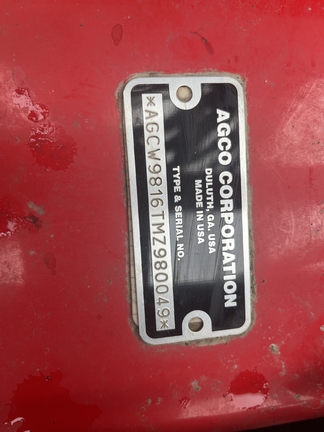 AGCO CORPORATION
DULUTH, GA. USA
MADE IN USA
TYPE & SERIAL NO.
*AGCW9816TMZ980049*